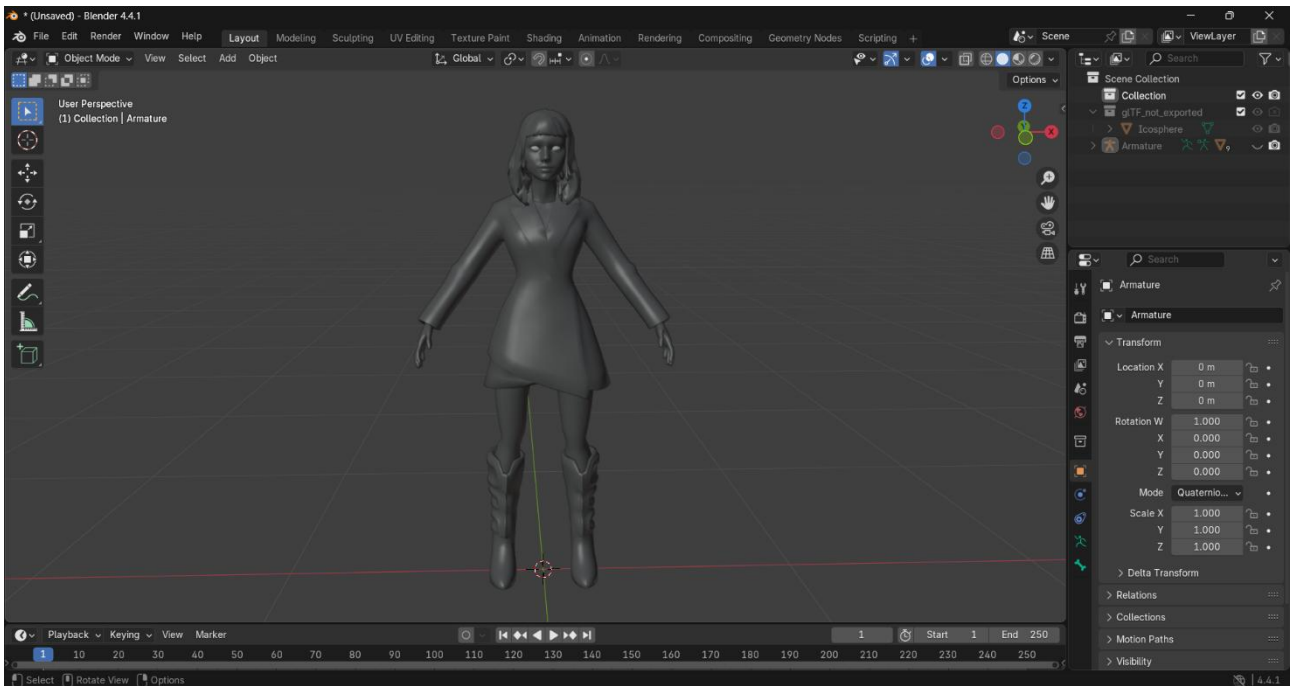 * (Unsaved) - Blender 4.4.1
File Edit Render Window Help Layout Modeling Sculpting UV Editing Texture Paint Shading Animation Rendering Compositing Geometry Nodes Scripting + Scene ViewLayer
Object Mode View Select Add Object Global Search
Options
Scene Collection
User Perspective
(1) Collection | Armature
Collection
glTF_not_exported
Icosphere
Armature 9
Z
Y
X
Search
Armature
Armature
Transform
Location X 0 m
Y 0 m
Z 0 m
Rotation W 1.000
X 0.000
Y 0.000
Z 0.000
Mode Quaternio...
Scale X 1.000
Y 1.000
Z 1.000
Delta Transform
Relations
Collections
Motion Paths
Visibility
Playback Keying View Marker 1 Start 1 End 250
1 10 20 30 40 50 60 70 80 90 100 110 120 130 140 150 160 170 180 190 200 210 220 230 240 250
Select Rotate View Options 4.4.1